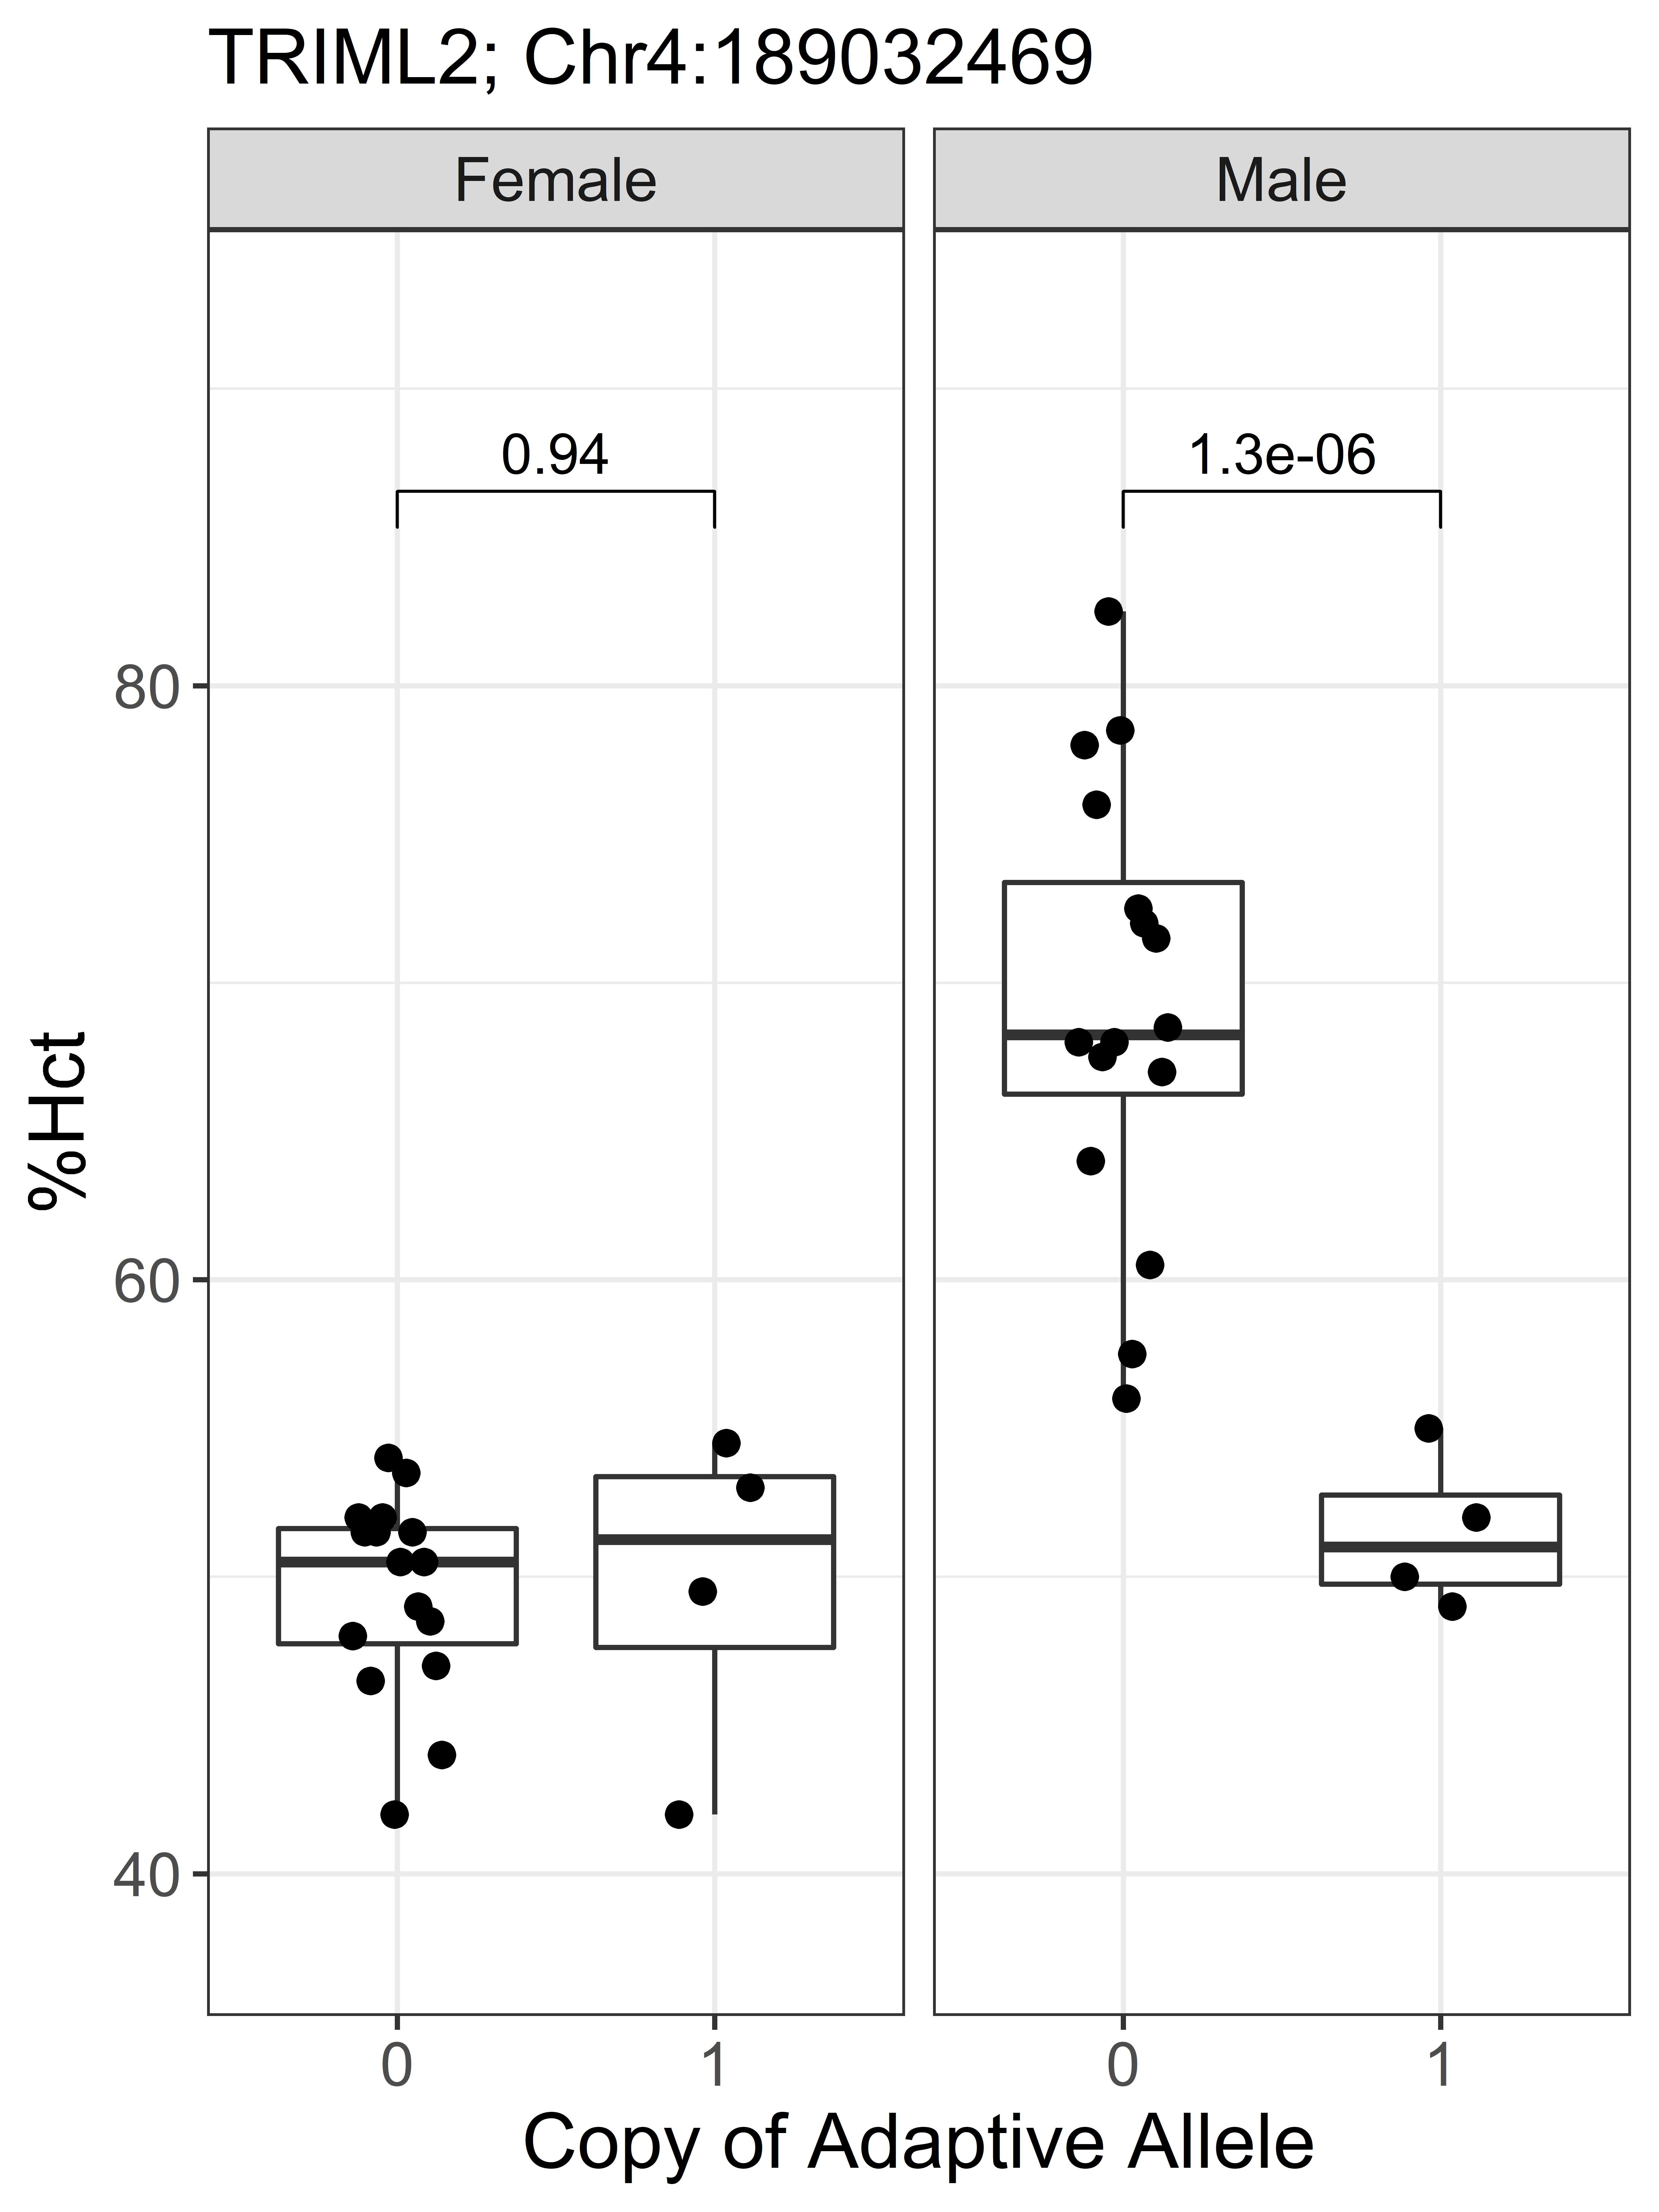 TRIML2; Chr4:189032469
Female
Male
0.94
1.3e-06
80
60
40
%Hct
0
1
0
1
Copy of Adaptive Allele